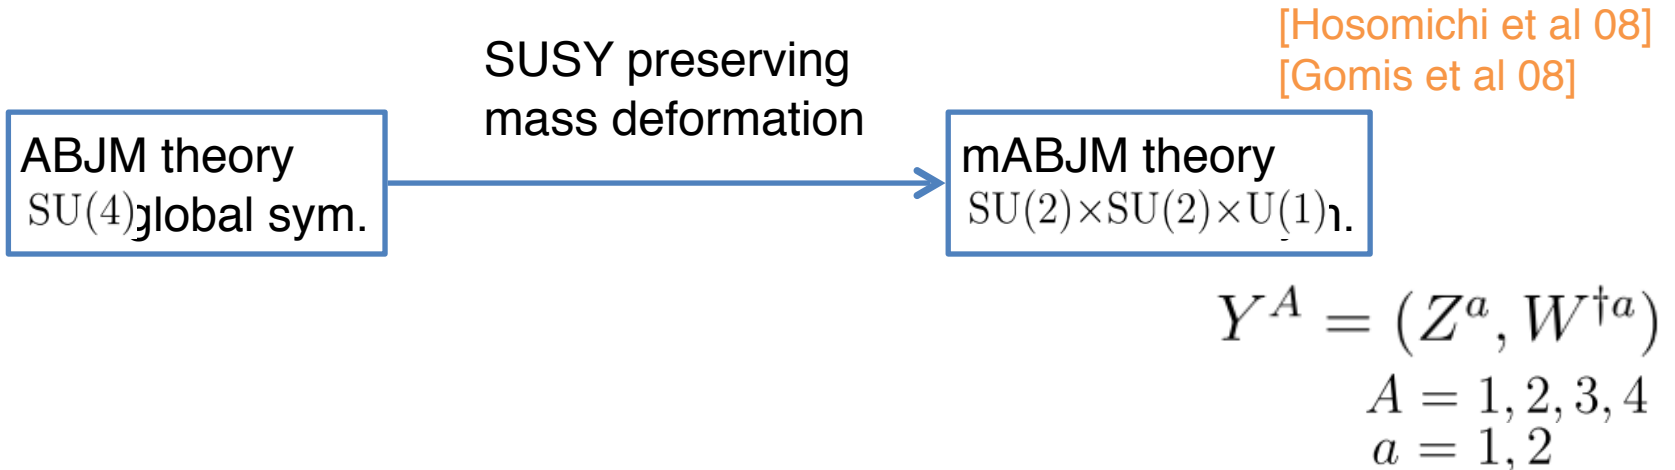 [Hosomichi et al 08]
[Gomis et al 08]
SUSY preserving
mass deformation
ABJM theory
SU(4) global sym.
mABJM theory
SU(2)×SU(2)×U(1)
Y^A = (Z^a, W^{†a})
A = 1, 2, 3, 4
a = 1, 2